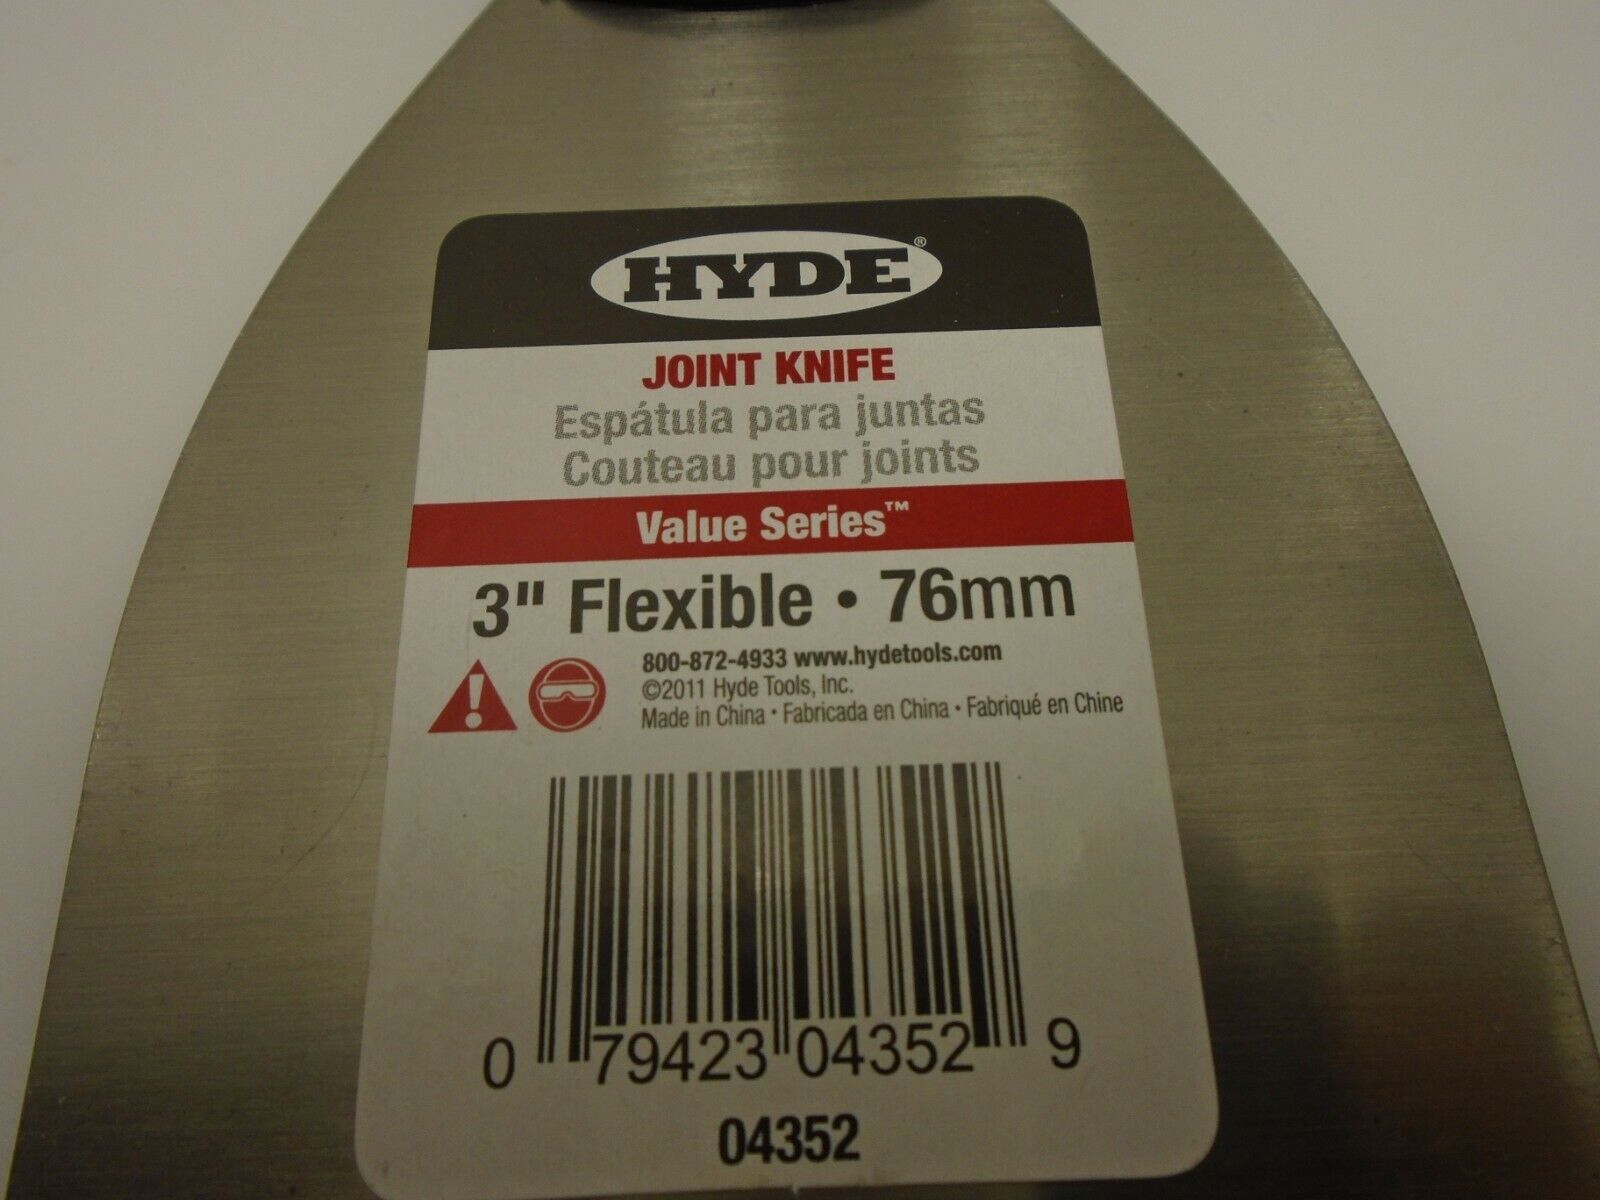 HYDE®
JOINT KNIFE
Espátula para juntas
Couteau pour joints
Value Series™
3" Flexible • 76mm
800-872-4933 www.hydetools.com
©2011 Hyde Tools, Inc.
Made in China • Fabricada en China • Fabriqué en Chine
0 79423 04352 9
04352